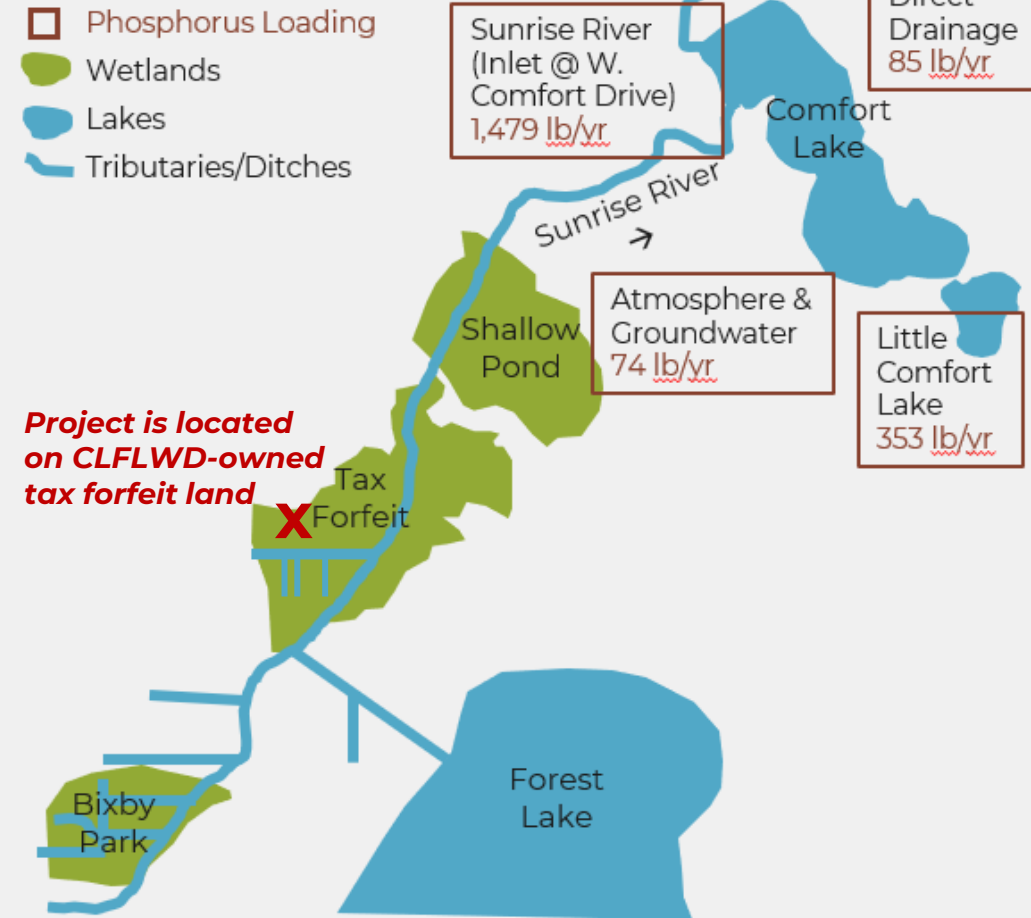 Phosphorus Loading
Wetlands
Lakes
Tributaries/Ditches
Sunrise River
(Inlet @ W.
Comfort Drive)
1,479 lb/yr
Direct
Drainage
85 lb/yr
Comfort
Lake
Sunrise River
→
Atmosphere &
Groundwater
74 lb/yr
Little
Comfort
Lake
353 lb/yr
Shallow
Pond
Project is located
on CLFLWD-owned
tax forfeit land
Tax
X Forfeit
Forest
Lake
Bixby
Park